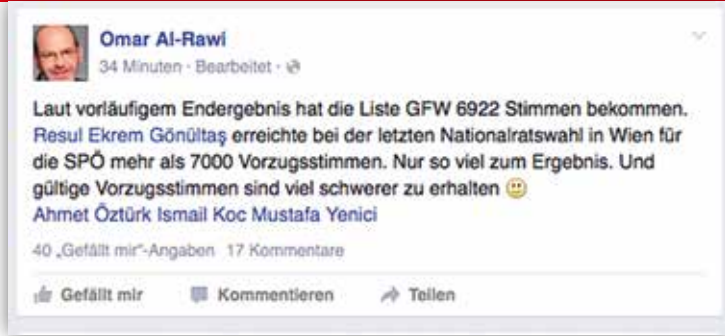 Omar Al-Rawi
34 Minuten · Bearbeitet ·
Laut vorläufigem Endergebnis hat die Liste GFW 6922 Stimmen bekommen.
Resul Ekrem Gönültaş erreichte bei der letzten Nationalratswahl in Wien für
die SPÖ mehr als 7000 Vorzugsstimmen. Nur so viel zum Ergebnis. Und
gültige Vorzugsstimmen sind viel schwerer zu erhalten 🙂
Ahmet Öztürk Ismail Koc Mustafa Yenici
40 „Gefällt mir“-Angaben 17 Kommentare
Gefällt mir Kommentieren Teilen